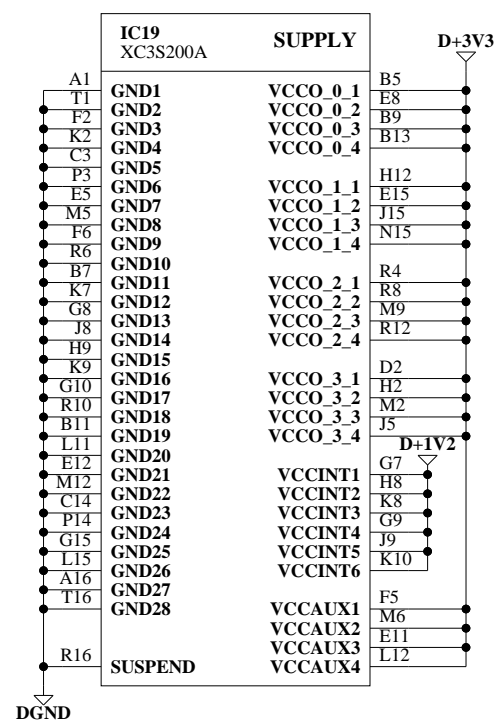 IC19 SUPPLY
XC3S200A
D+3V3
A1 GND1 VCCO_0_1 B5
T1 GND2 VCCO_0_2 E8
F2 GND3 VCCO_0_3 B9
K2 GND4 VCCO_0_4 B13
C3 GND5
P3 GND6 VCCO_1_1 H12
E5 GND7 VCCO_1_2 E15
M5 GND8 VCCO_1_3 J15
F6 GND9 VCCO_1_4 N15
R6 GND10
B7 GND11 VCCO_2_1 R4
K7 GND12 VCCO_2_2 R8
G8 GND13 VCCO_2_3 M9
J8 GND14 VCCO_2_4 R12
H9 GND15
K9 GND16 VCCO_3_1 D2
G10 GND17 VCCO_3_2 H2
R10 GND18 VCCO_3_3 M2
B11 GND19 VCCO_3_4 J5
L11 GND20 D+1V2
E12 GND21 VCCINT1 G7
M12 GND22 VCCINT2 H8
C14 GND23 VCCINT3 K8
P14 GND24 VCCINT4 G9
G15 GND25 VCCINT5 J9
L15 GND26 VCCINT6 K10
A16 GND27
T16 GND28 VCCAUX1 F5
VCCAUX2 M6
VCCAUX3 E11
R16 SUSPEND VCCAUX4 L12
DGND